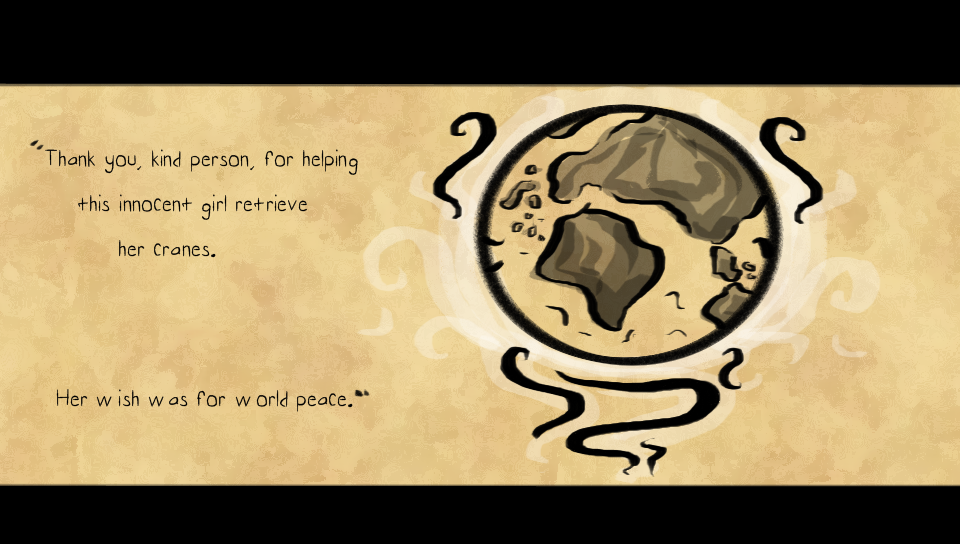 "Thank you, kind person, for helping
this innocent girl retrieve
her cranes.
Her wish was for world peace."